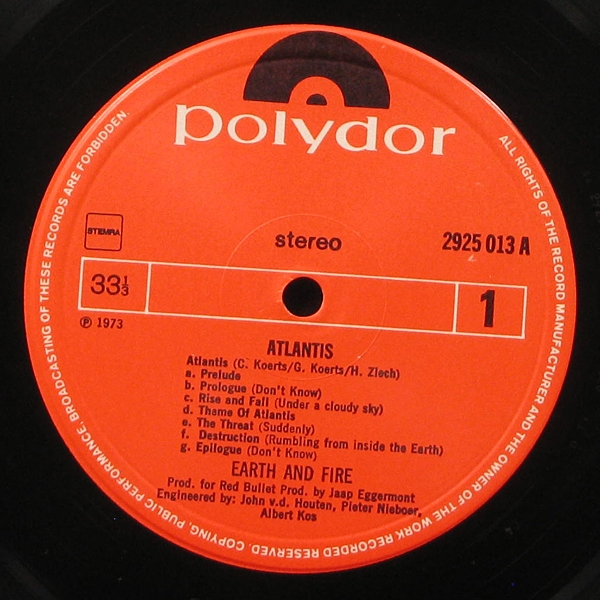 polydor
STEMRA
stereo
2925 013 A
33⅓
1
℗ 1973
ATLANTIS
Atlantis (C. Koerts/G. Koerts/H. Ziech)
a. Prelude
b. Prologue (Don't Know)
c. Rise and Fall (Under a cloudy sky)
d. Theme Of Atlantis
e. The Threat (Suddenly)
f. Destruction (Rumbling from inside the Earth)
g. Epilogue (Don't Know)
EARTH AND FIRE
Prod. for Red Bullet Prod. by Jaap Eggermont
Engineered by: John v.d. Houten, Pieter Nieboer,
Albert Kos
ALL RIGHTS OF THE RECORD MANUFACTURER AND THE OWNER OF THE WORK RECORDED RESERVED. COPYING, PUBLIC PERFORMANCE, BROADCASTING OF THESE RECORDS ARE FORBIDDEN.